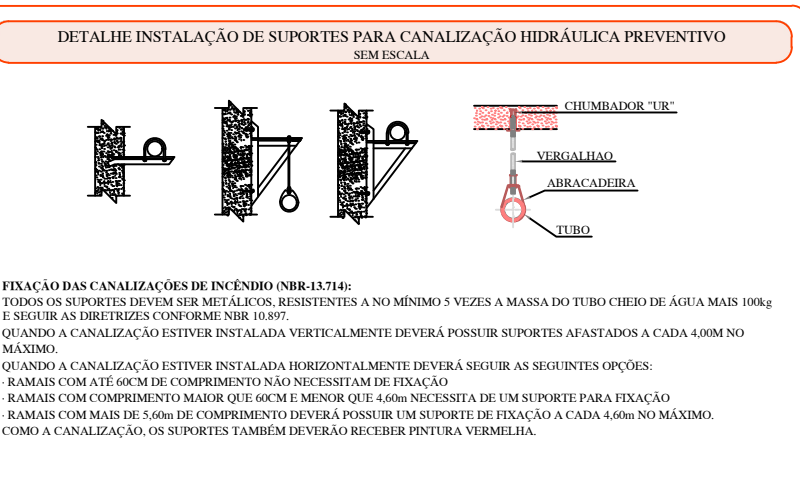 DETALHE INSTALAÇÃO DE SUPORTES PARA CANALIZAÇÃO HIDRÁULICA PREVENTIVO
SEM ESCALA
CHUMBADOR "UR"
VERGALHAO
ABRACADEIRA
TUBO
FIXAÇÃO DAS CANALIZAÇÕES DE INCÊNDIO (NBR-13.714):
TODOS OS SUPORTES DEVEM SER METÁLICOS, RESISTENTES A NO MÍNIMO 5 VEZES A MASSA DO TUBO CHEIO DE ÁGUA MAIS 100kg
E SEGUIR AS DIRETRIZES CONFORME NBR 10.897.
QUANDO A CANALIZAÇÃO ESTIVER INSTALADA VERTICALMENTE DEVERÁ POSSUIR SUPORTES AFASTADOS A CADA 4,00M NO
MÁXIMO.
QUANDO A CANALIZAÇÃO ESTIVER INSTALADA HORIZONTALMENTE DEVERÁ SEGUIR AS SEGUINTES OPÇÕES:
· RAMAIS COM ATÉ 60CM DE COMPRIMENTO NÃO NECESSITAM DE FIXAÇÃO
· RAMAIS COM COMPRIMENTO MAIOR QUE 60CM E MENOR QUE 4,60m NECESSITA DE UM SUPORTE PARA FIXAÇÃO
· RAMAIS COM MAIS DE 5,60m DE COMPRIMENTO DEVERÁ POSSUIR UM SUPORTE DE FIXAÇÃO A CADA 4,60m NO MÁXIMO.
COMO A CANALIZAÇÃO, OS SUPORTES TAMBÉM DEVERÃO RECEBER PINTURA VERMELHA.